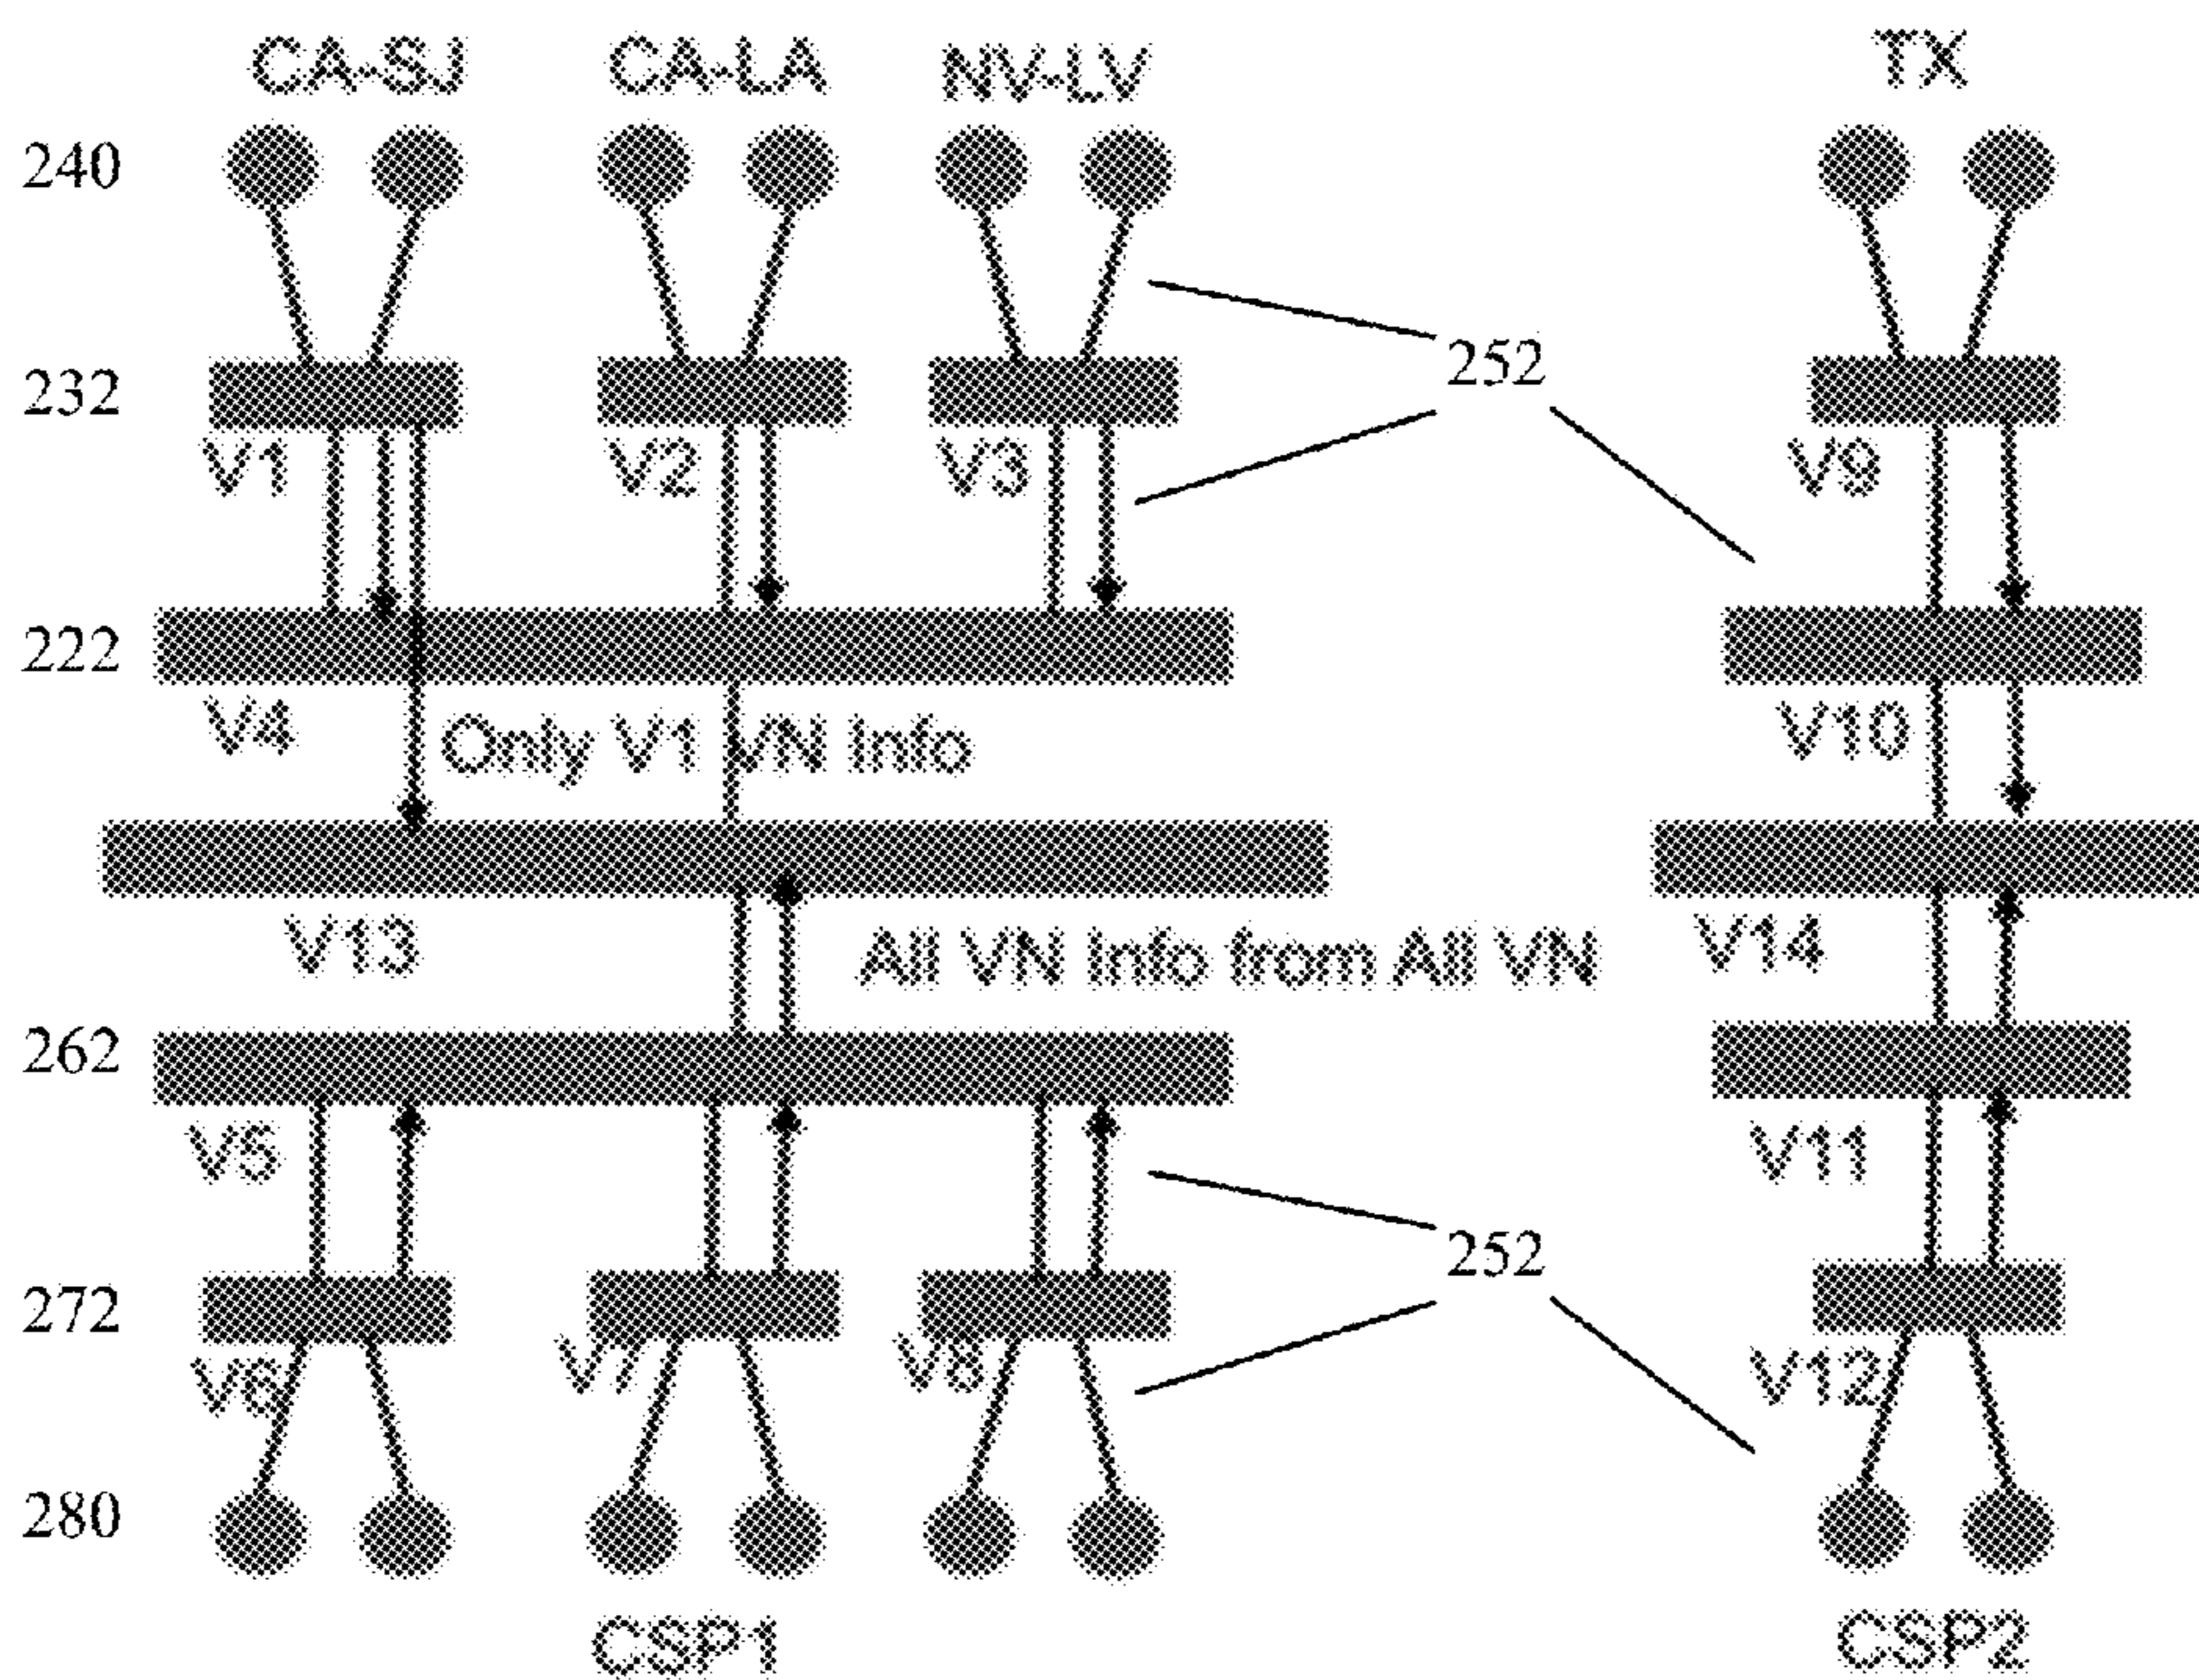 CA-SJ CA-LA NV-LV TX
240
232 252
V1 V2 V3 V9
222
V4 Only V1 VN Info V10
V13 All VN Info from All VN V14
262
V5 V11
252
272
V6 V7 V8 V12
280
CSP1 CSP2